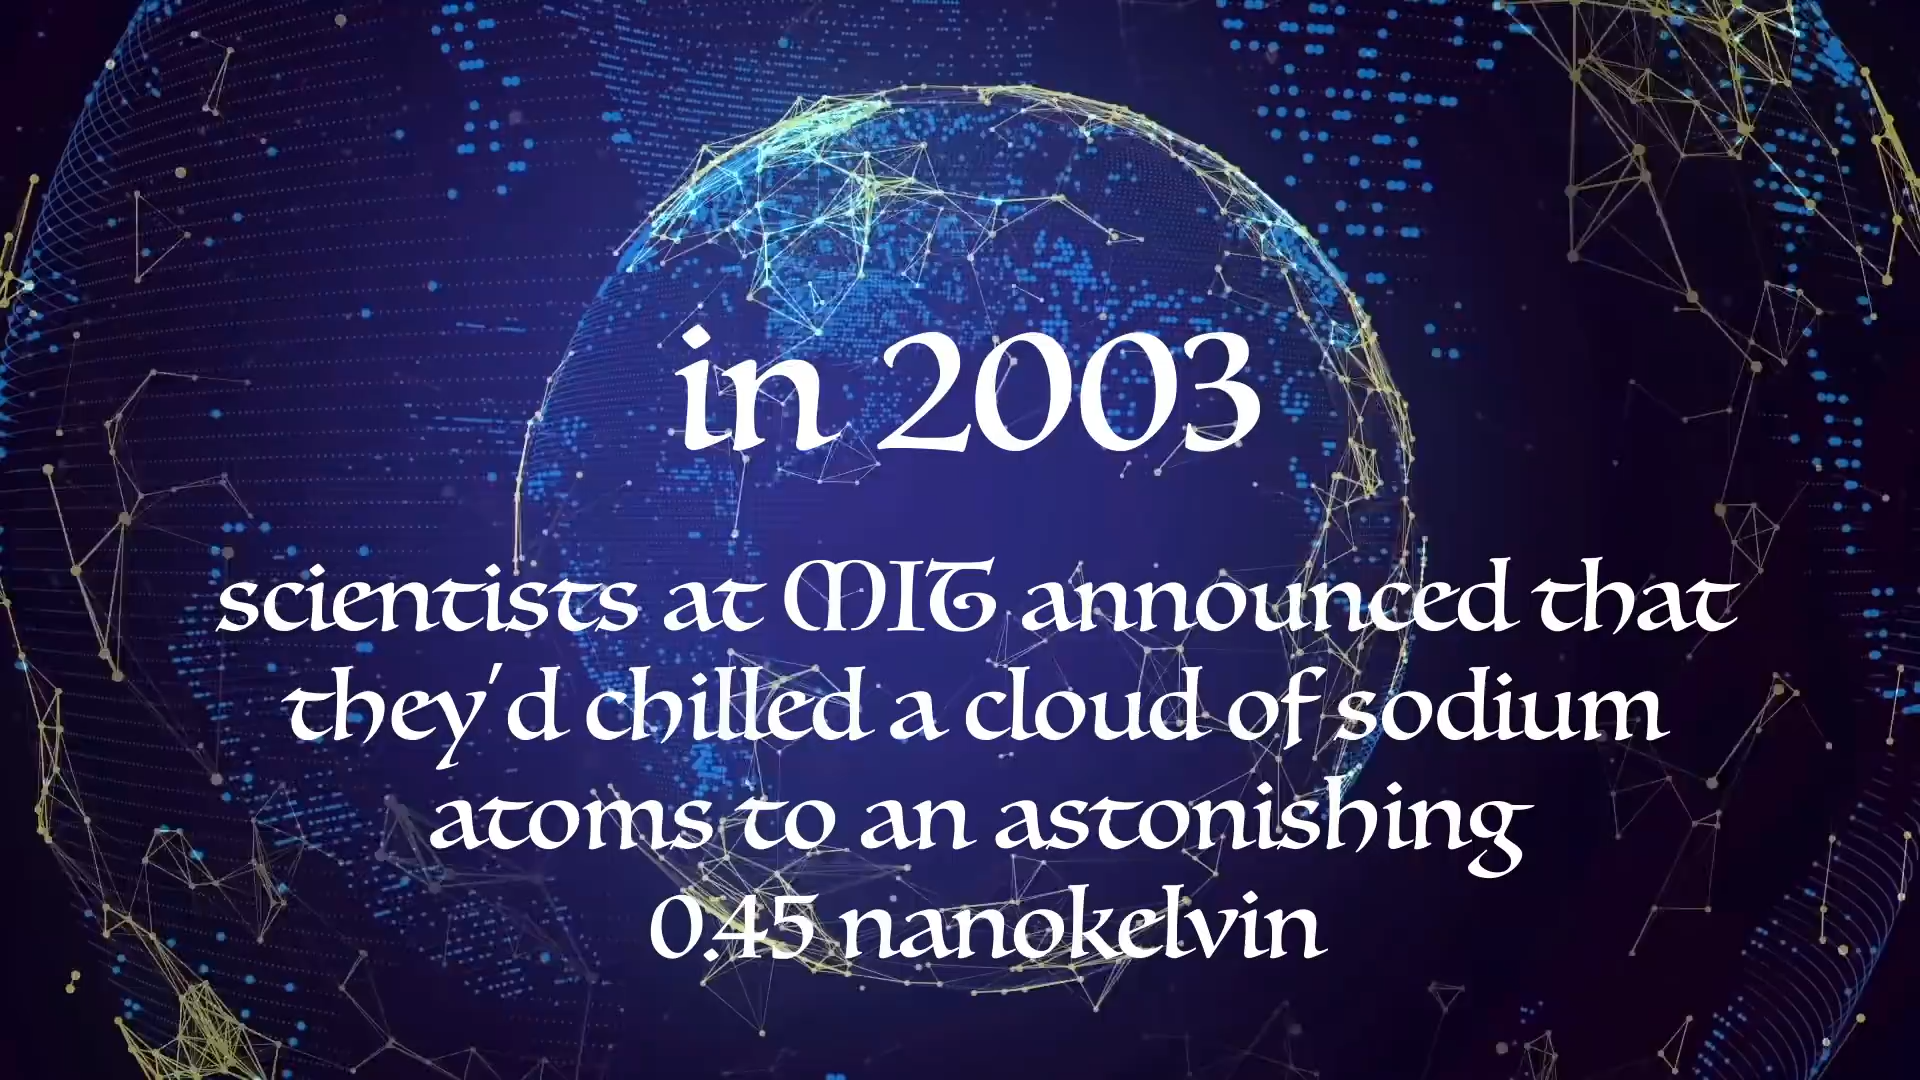 in 2003
scientists at MIT announced that
they'd chilled a cloud of sodium
atoms to an astonishing
0.45 nanokelvin